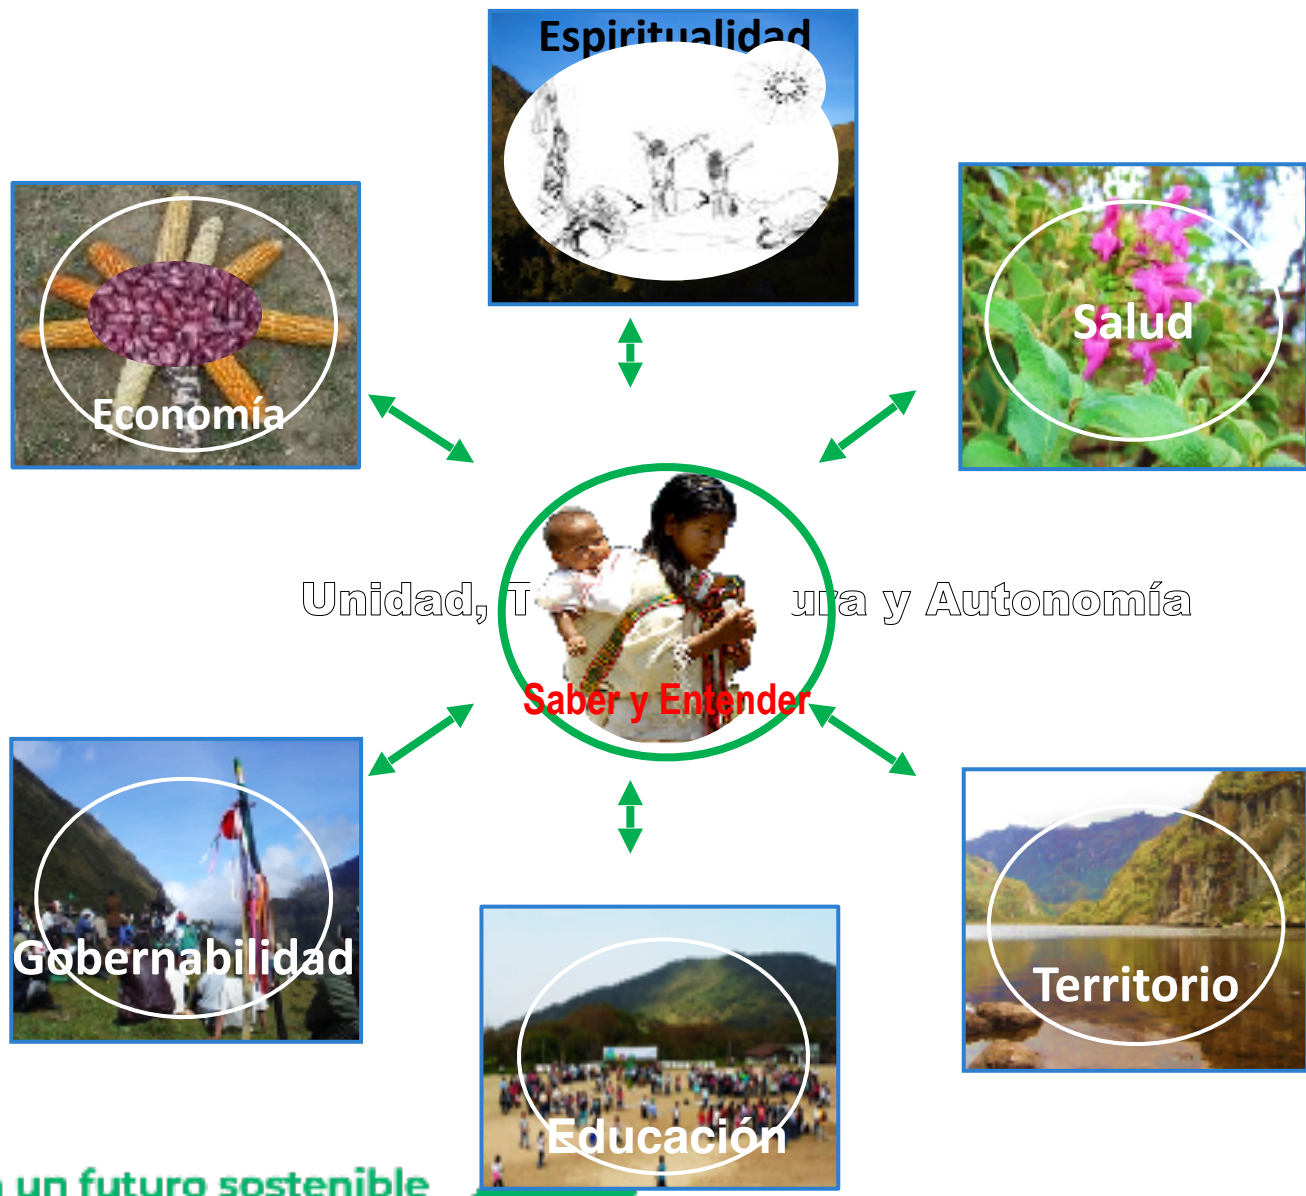 Espiritualidad
Salud
Economía
Unidad, T ura y Autonomía
Saber y Entender
Gobernabilidad
Territorio
Educación
un futuro sostenible